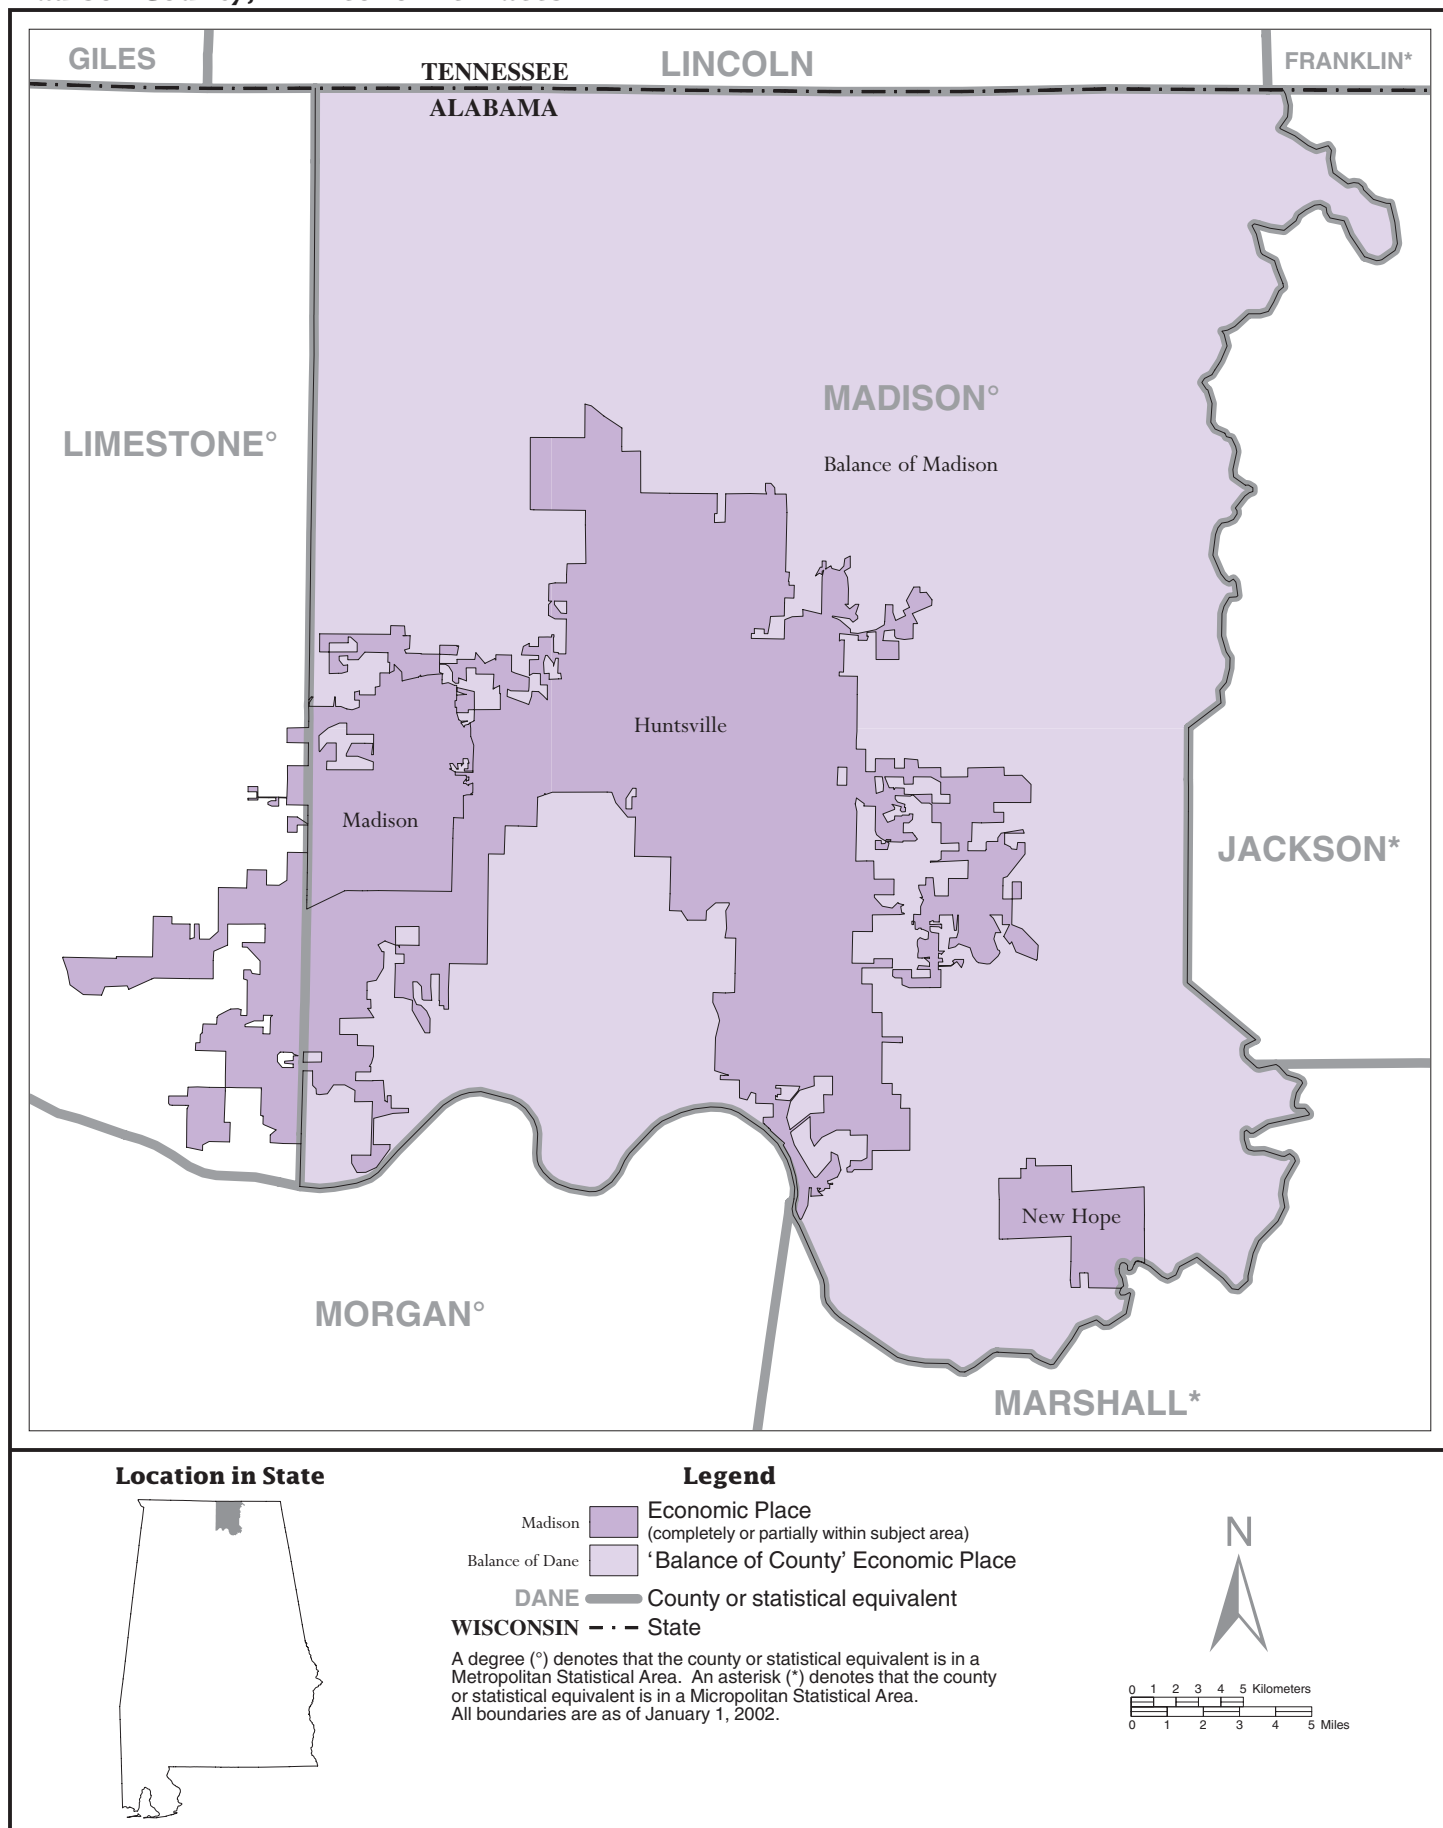 GILES
LINCOLN
FRANKLIN*
TENNESSEE
ALABAMA
MADISON°
LIMESTONE°
Balance of Madison
Huntsville
Madison
JACKSON*
New Hope
MORGAN°
MARSHALL*
Location in State
Legend
Madison Economic Place
(completely or partially within subject area)
Balance of Dane ‘Balance of County’ Economic Place
DANE County or statistical equivalent
WISCONSIN State
A degree (°) denotes that the county or statistical equivalent is in a
Metropolitan Statistical Area. An asterisk (*) denotes that the county
or statistical equivalent is in a Micropolitan Statistical Area.
All boundaries are as of January 1, 2002.
N
0 1 2 3 4 5 Kilometers
0 1 2 3 4 5 Miles